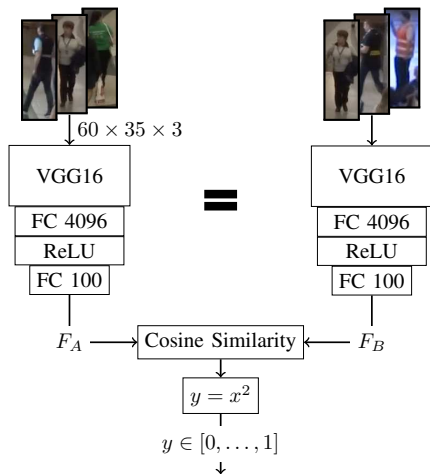 60 × 35 × 3
VGG16
VGG16
=
FC 4096
FC 4096
ReLU
ReLU
FC 100
FC 100
F_A
Cosine Similarity
F_B
y = x²
y ∈ [0, . . . , 1]